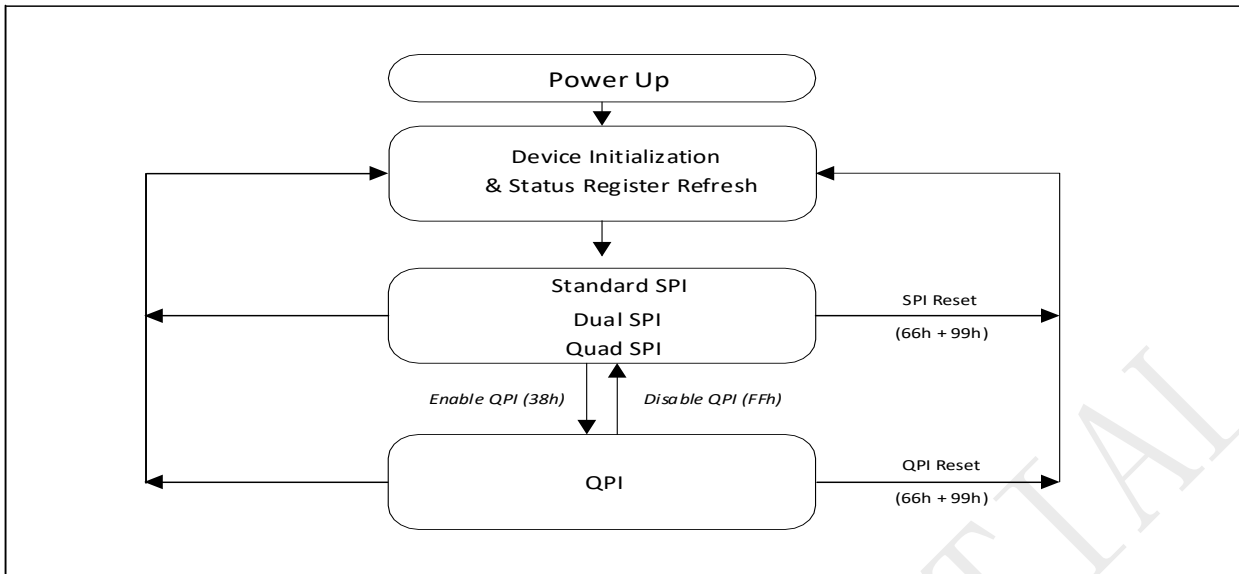 Power Up
Device Initialization
& Status Register Refresh
Standard SPI
Dual SPI
Quad SPI
SPI Reset
(66h + 99h)
Enable QPI (38h)
Disable QPI (FFh)
QPI
QPI Reset
(66h + 99h)
TIAL